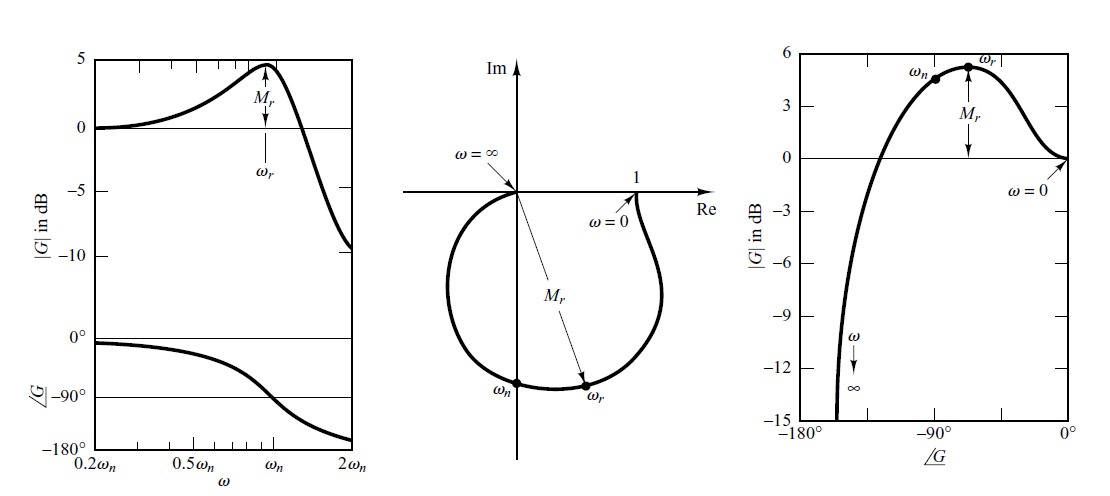 5
0
−5
−10
|G| in dB
M_r
ω_r
0°
−90°
−180°
/G
0.2ω_n
0.5ω_n
ω_n
2ω_n
ω
Im
Re
ω = ∞
1
ω = 0
M_r
ω_n
ω_r
6
3
0
−3
−6
−9
−12
−15
|G| in dB
ω_n
ω_r
M_r
ω = 0
ω
∞
−180°
−90°
0°
/G